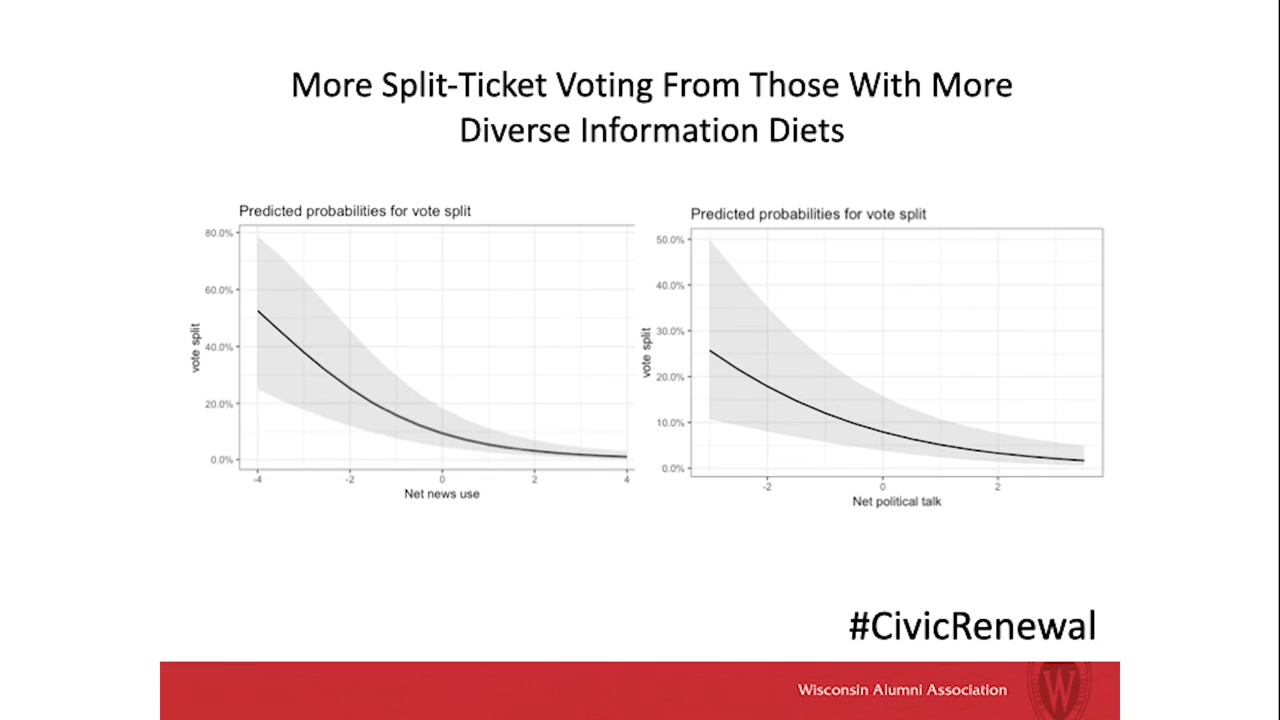 More Split-Ticket Voting From Those With More
Diverse Information Diets
Predicted probabilities for vote split
80.0%
60.0%
40.0%
20.0%
0.0%
vote split
-4
-2
0
2
4
Net news use
Predicted probabilities for vote split
50.0%
40.0%
30.0%
20.0%
10.0%
0.0%
vote split
-2
0
2
Net political talk
#CivicRenewal
Wisconsin Alumni Association
W